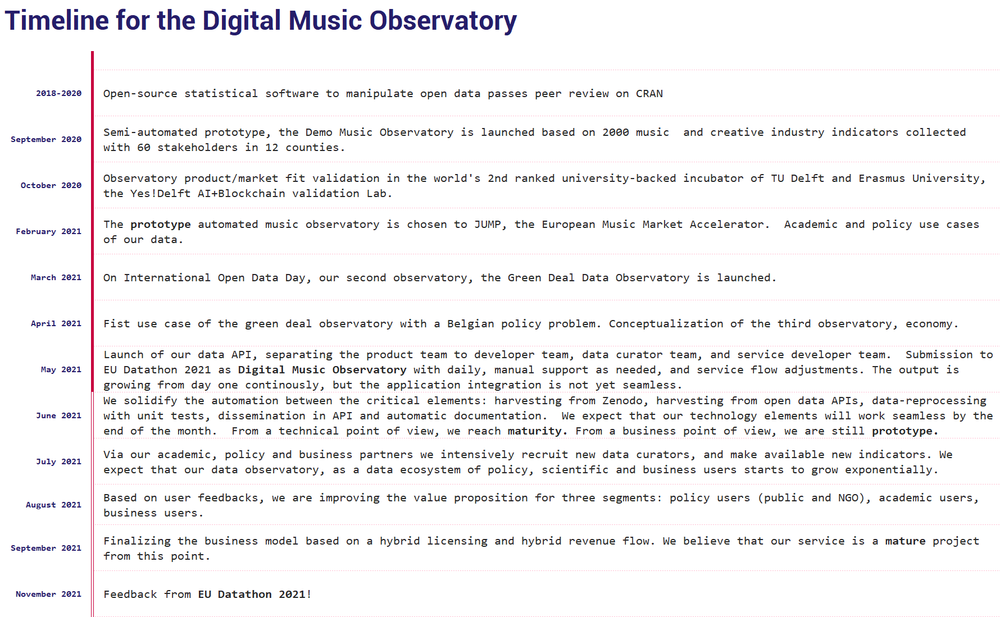 Timeline for the Digital Music Observatory
2018-2020
Open-source statistical software to manipulate open data passes peer review on CRAN
September 2020
Semi-automated prototype, the Demo Music Observatory is launched based on 2000 music  and creative industry indicators collected
with 60 stakeholders in 12 counties.
October 2020
Observatory product/market fit validation in the world's 2nd ranked university-backed incubator of TU Delft and Erasmus University,
the Yes!Delft AI+Blockchain validation Lab.
February 2021
The prototype automated music observatory is chosen to JUMP, the European Music Market Accelerator.  Academic and policy use cases
of our data.
March 2021
On International Open Data Day, our second observatory, the Green Deal Data Observatory is launched.
April 2021
Fist use case of the green deal observatory with a Belgian policy problem. Conceptualization of the third observatory, economy.
May 2021
Launch of our data API, separating the product team to developer team, data curator team, and service developer team.  Submission to
EU Datathon 2021 as Digital Music Observatory with daily, manual support as needed, and service flow adjustments. The output is
growing from day one continously, but the application integration is not yet seamless.
June 2021
We solidify the automation between the critical elements: harvesting from Zenodo, harvesting from open data APIs, data-reprocessing
with unit tests, dissemination in API and automatic documentation.  We expect that our technology elements will work seamless by the
end of the month.  From a technical point of view, we reach maturity. From a business point of view, we are still prototype.
July 2021
Via our academic, policy and business partners we intensively recruit new data curators, and make available new indicators. We
expect that our data observatory, as a data ecosystem of policy, scientific and business users starts to grow exponentially.
August 2021
Based on user feedbacks, we are improving the value proposition for three segments: policy users (public and NGO), academic users,
business users.
September 2021
Finalizing the business model based on a hybrid licensing and hybrid revenue flow. We believe that our service is a mature project
from this point.
November 2021
Feedback from EU Datathon 2021!